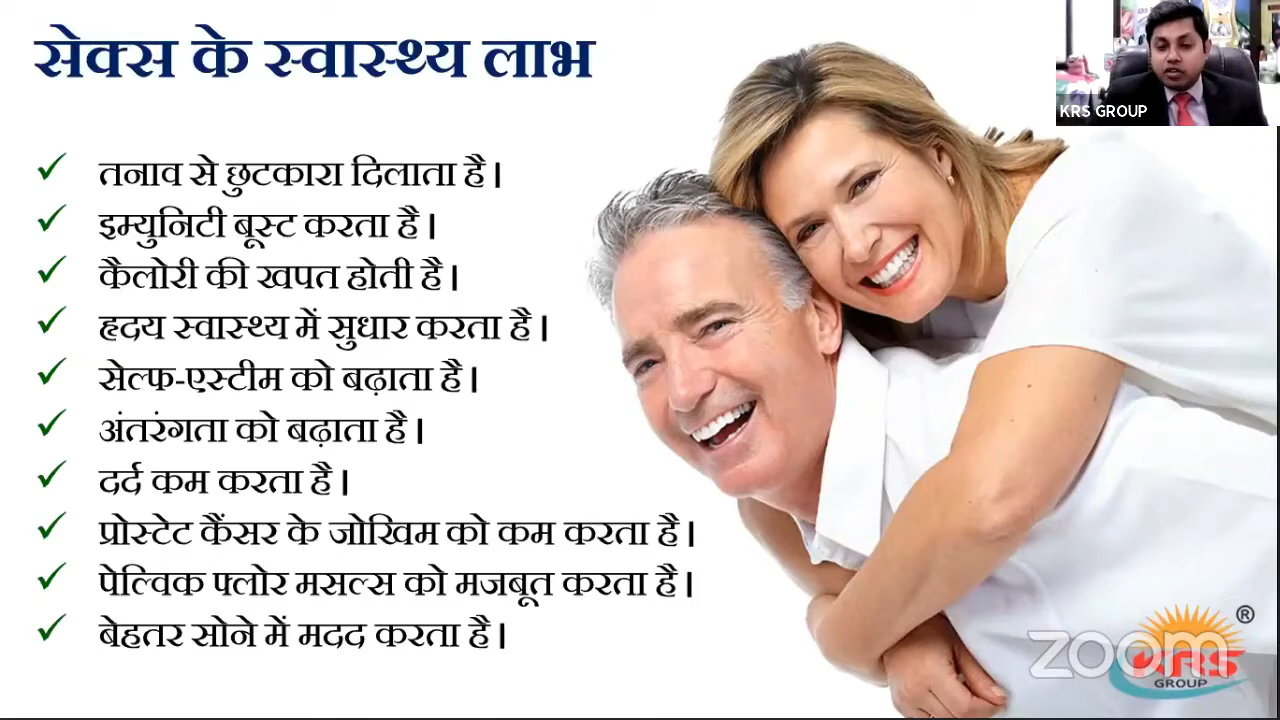 सेक्स के स्वास्थ्य लाभ
KRS GROUP
✓ तनाव से छुटकारा दिलाता है।
✓ इम्युनिटी बूस्ट करता है।
✓ कैलोरी की खपत होती है।
✓ हृदय स्वास्थ्य में सुधार करता है।
✓ सेल्फ-एस्टीम को बढ़ाता है।
✓ अंतरंगता को बढ़ाता है।
✓ दर्द कम करता है।
✓ प्रोस्टेट कैंसर के जोखिम को कम करता है।
✓ पेल्विक फ्लोर मसल्स को मजबूत करता है।
✓ बेहतर सोने में मदद करता है।
®
zoom
KRS
GROUP